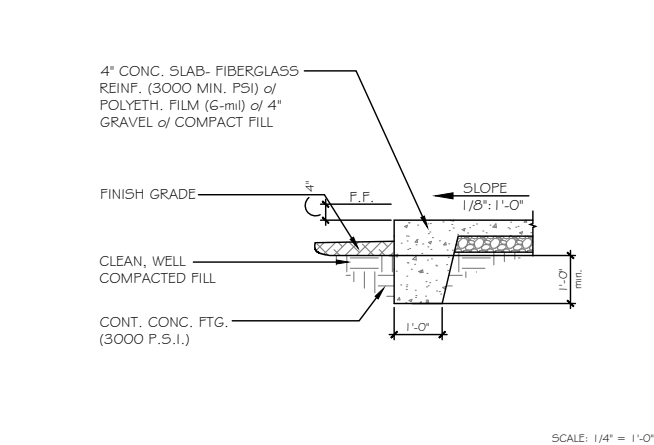 4" CONC. SLAB- FIBERGLASS
REINF. (3000 MIN. PSI) o/
POLYETH. FILM (6-mil) o/ 4"
GRAVEL o/ COMPACT FILL
FINISH GRADE
4"
F.F.
SLOPE
1/8":1'-0"
CLEAN, WELL
COMPACTED FILL
1'-0"
min.
CONT. CONC. FTG.
(3000 P.S.I.)
1'-0"
SCALE: 1/4" = 1'-0"